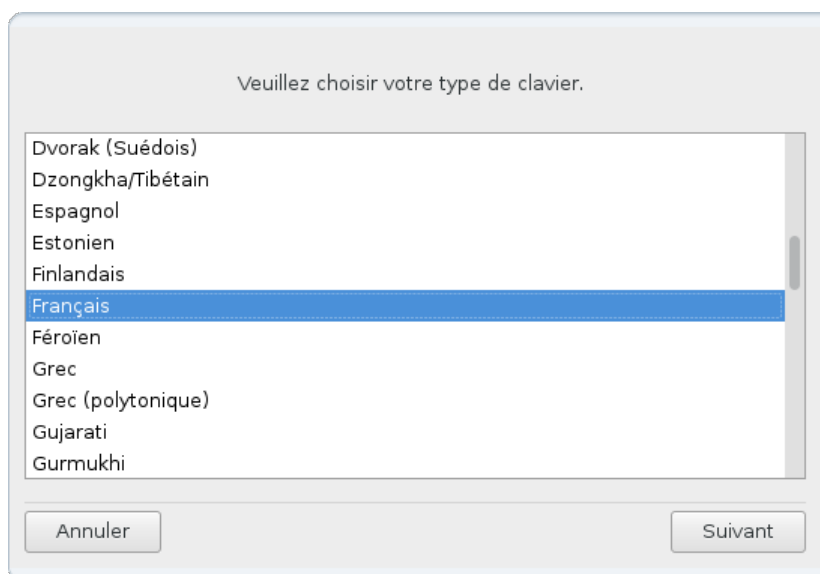 Veuillez choisir votre type de clavier.
Dvorak (Suédois)
Dzongkha/Tibétain
Espagnol
Estonien
Finlandais
Français
Féroïen
Grec
Grec (polytonique)
Gujarati
Gurmukhi
Annuler
Suivant